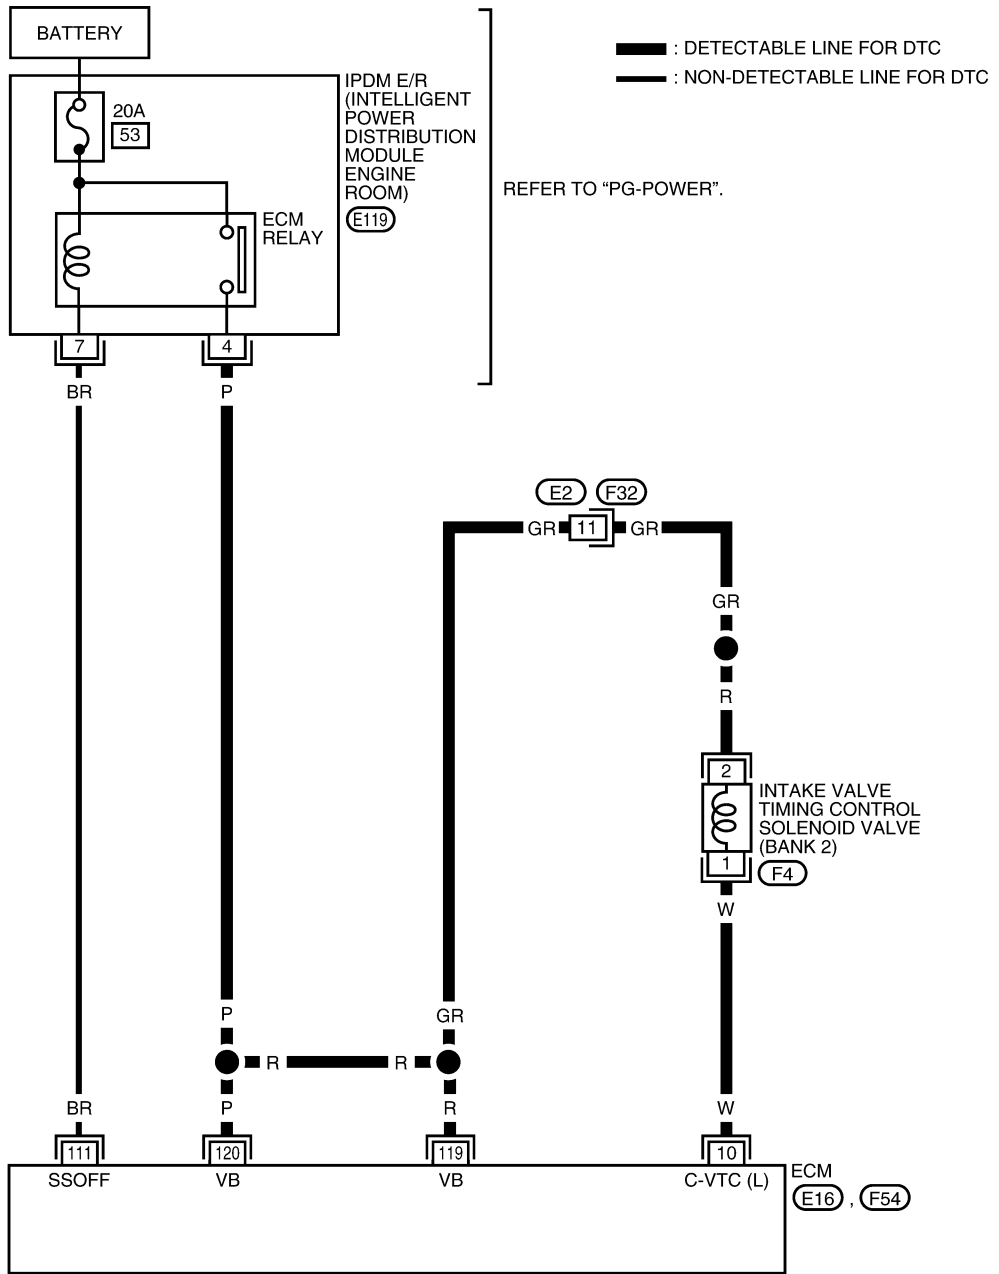 BATTERY
: DETECTABLE LINE FOR DTC
: NON-DETECTABLE LINE FOR DTC
IPDM E/R
(INTELLIGENT
POWER
DISTRIBUTION
MODULE
ENGINE
ROOM)
E119
20A
53
REFER TO “PG-POWER”.
ECM
RELAY
7
4
BR
P
E2
F32
GR
11
GR
GR
R
2
INTAKE VALVE
TIMING CONTROL
SOLENOID VALVE
(BANK 2)
1
F4
W
P
GR
R
R
BR
P
R
W
111
120
119
10
SSOFF
VB
VB
C-VTC (L)
ECM
E16 , F54